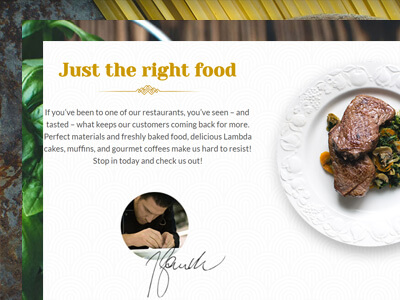 Just the right food
If you've been to one of our restaurants, you've seen – and
tasted – what keeps our customers coming back for more.
Perfect materials and freshly baked food, delicious Lambda
cakes, muffins, and gourmet coffees make us hard to resist!
Stop in today and check us out!